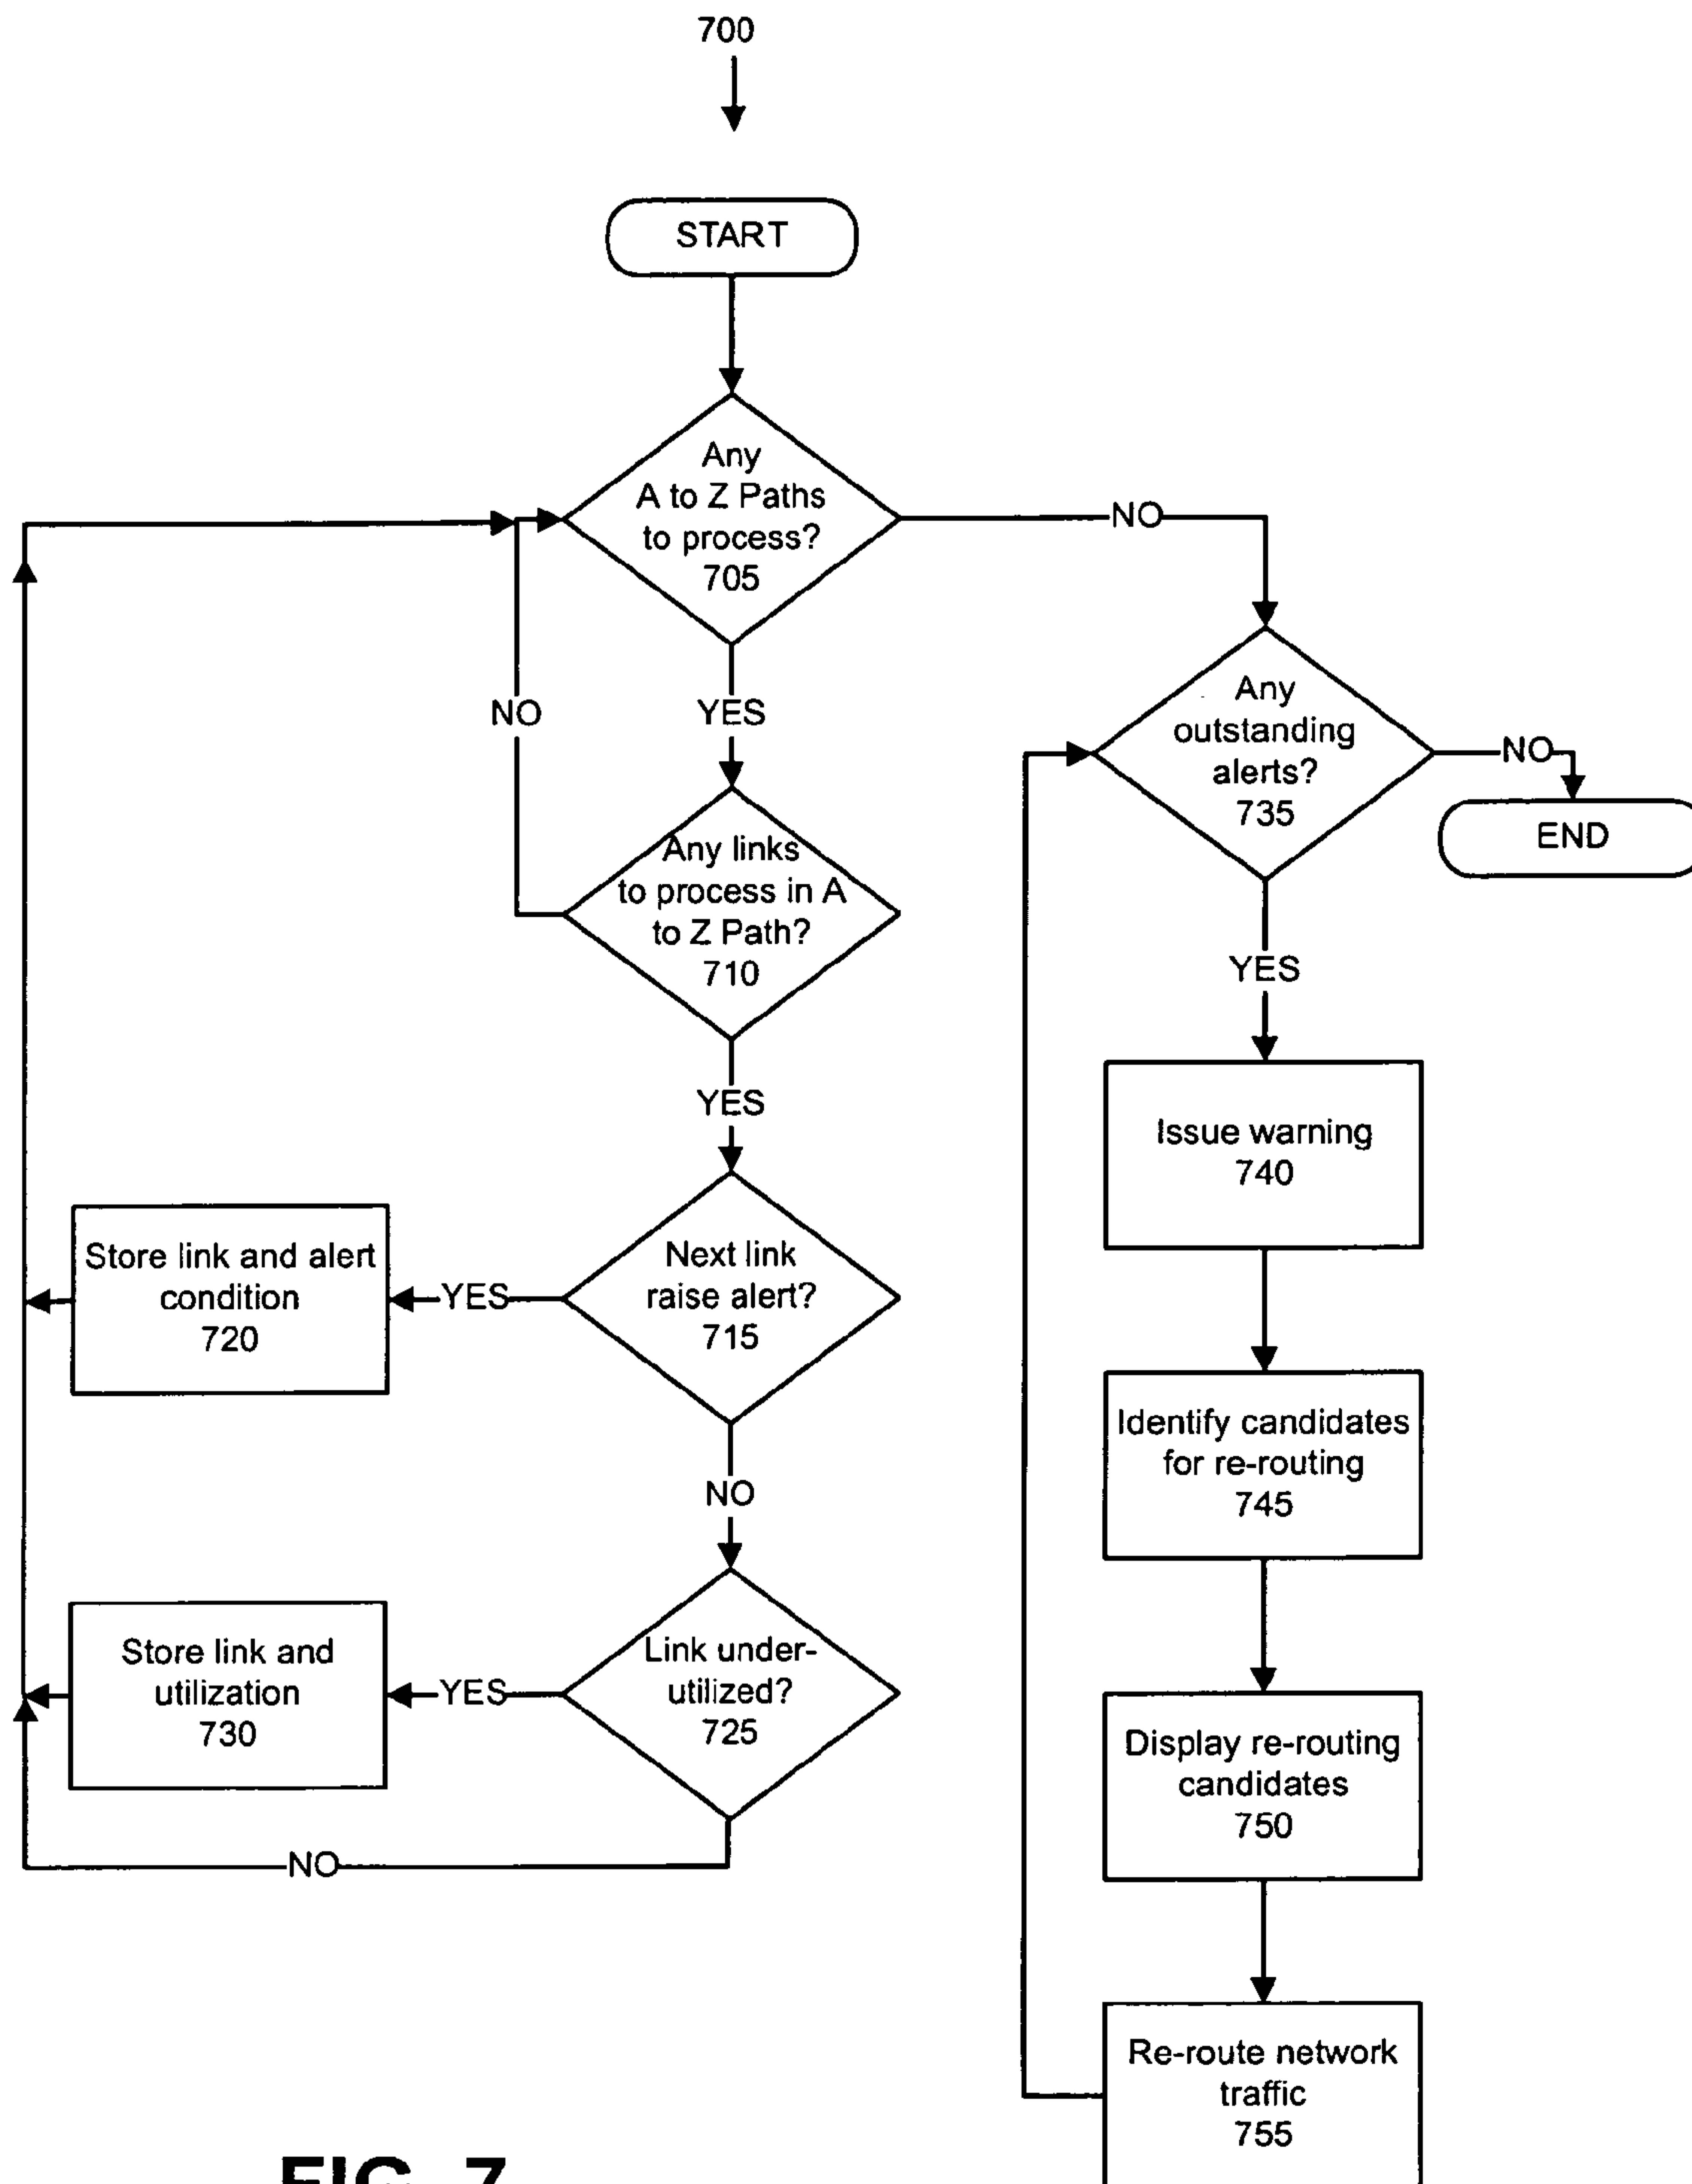 700
START
Any
A to Z Paths
to process?
705
NO
YES
NO
Any
outstanding
alerts?
735
NO
END
Any links
to process in A
to Z Path?
710
YES
YES
Issue warning
740
Next link
raise alert?
715
YES
Store link and alert
condition
720
NO
Identify candidates
for re-routing
745
Link under-
utilized?
725
YES
Store link and
utilization
730
NO
Display re-routing
candidates
750
Re-route network
traffic
755
FIG. 7